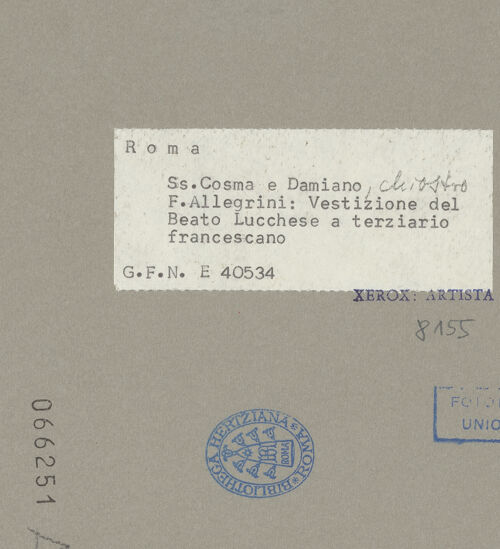 Roma
Ss.Cosma e Damiano, chiostro
F.Allegrini: Vestizione del
Beato Lucchese a terziario
francescano
G.F.N. E 40534
XEROX: ARTISTA
8155
UNIO
066251
BIBLIOTHECA HERTZIANA * ROMA *
ROMA